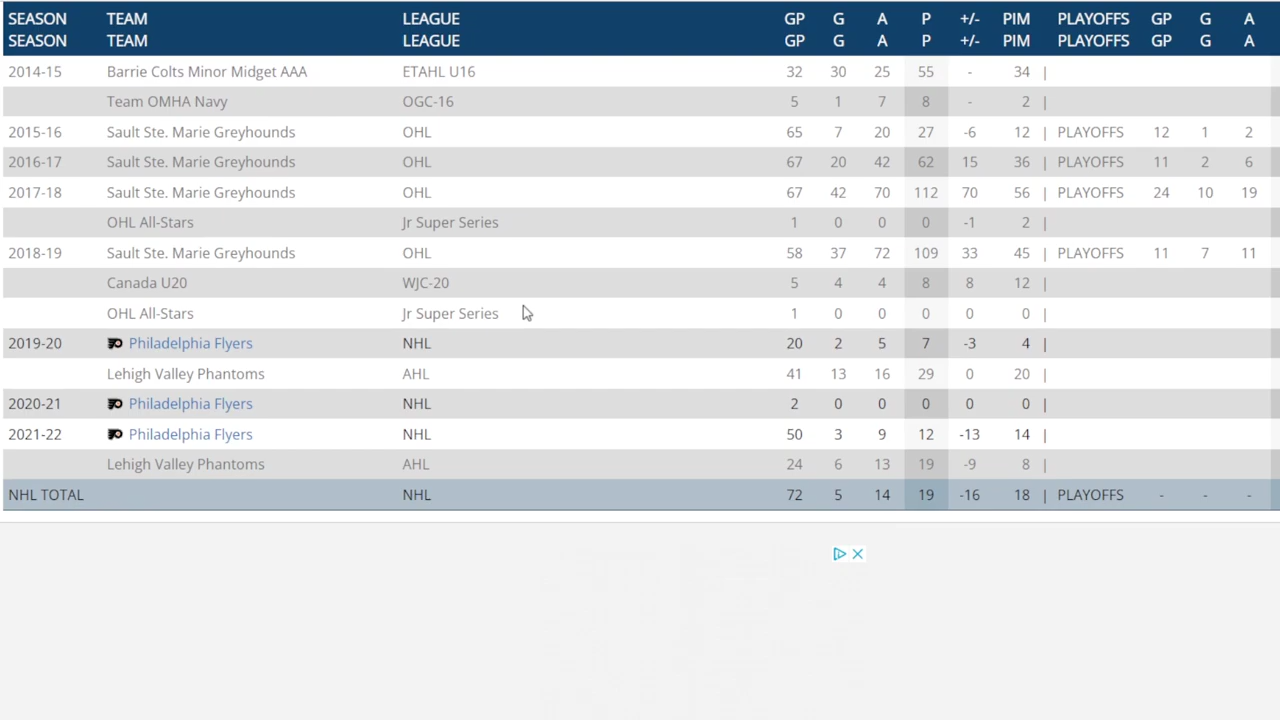 SEASON TEAM LEAGUE GP G A P +/- PIM PLAYOFFS GP G A
SEASON TEAM LEAGUE GP G A P +/- PIM PLAYOFFS GP G A
2014-15 Barrie Colts Minor Midget AAA ETAHL U16 32 30 25 55 - 34 |
Team OMHA Navy OGC-16 5 1 7 8 - 2 |
2015-16 Sault Ste. Marie Greyhounds OHL 65 7 20 27 -6 12 | PLAYOFFS 12 1 2
2016-17 Sault Ste. Marie Greyhounds OHL 67 20 42 62 15 36 | PLAYOFFS 11 2 6
2017-18 Sault Ste. Marie Greyhounds OHL 67 42 70 112 70 56 | PLAYOFFS 24 10 19
OHL All-Stars Jr Super Series 1 0 0 0 -1 2 |
2018-19 Sault Ste. Marie Greyhounds OHL 58 37 72 109 33 45 | PLAYOFFS 11 7 11
Canada U20 WJC-20 5 4 4 8 8 12 |
OHL All-Stars Jr Super Series 1 0 0 0 0 0 |
2019-20 Philadelphia Flyers NHL 20 2 5 7 -3 4 |
Lehigh Valley Phantoms AHL 41 13 16 29 0 20 |
2020-21 Philadelphia Flyers NHL 2 0 0 0 0 0 |
2021-22 Philadelphia Flyers NHL 50 3 9 12 -13 14 |
Lehigh Valley Phantoms AHL 24 6 13 19 -9 8 |
NHL TOTAL NHL 72 5 14 19 -16 18 | PLAYOFFS - - -